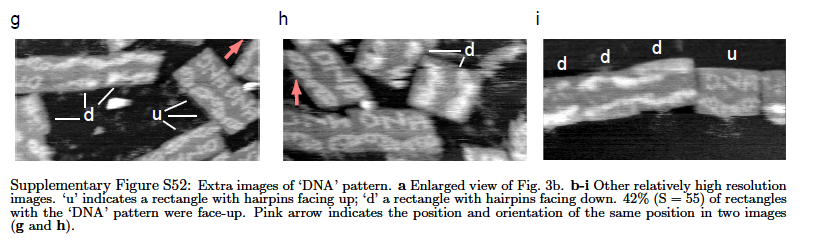 g h i
d u d d d d u
Supplementary Figure S52: Extra images of ‘DNA’ pattern. a Enlarged view of Fig. 3b. b-i Other relatively high resolution
images. ‘u’ indicates a rectangle with hairpins facing up; ‘d’ a rectangle with hairpins facing down. 42% (S = 55) of rectangles
with the ‘DNA’ pattern were face-up. Pink arrow indicates the position and orientation of the same position in two images
(g and h).